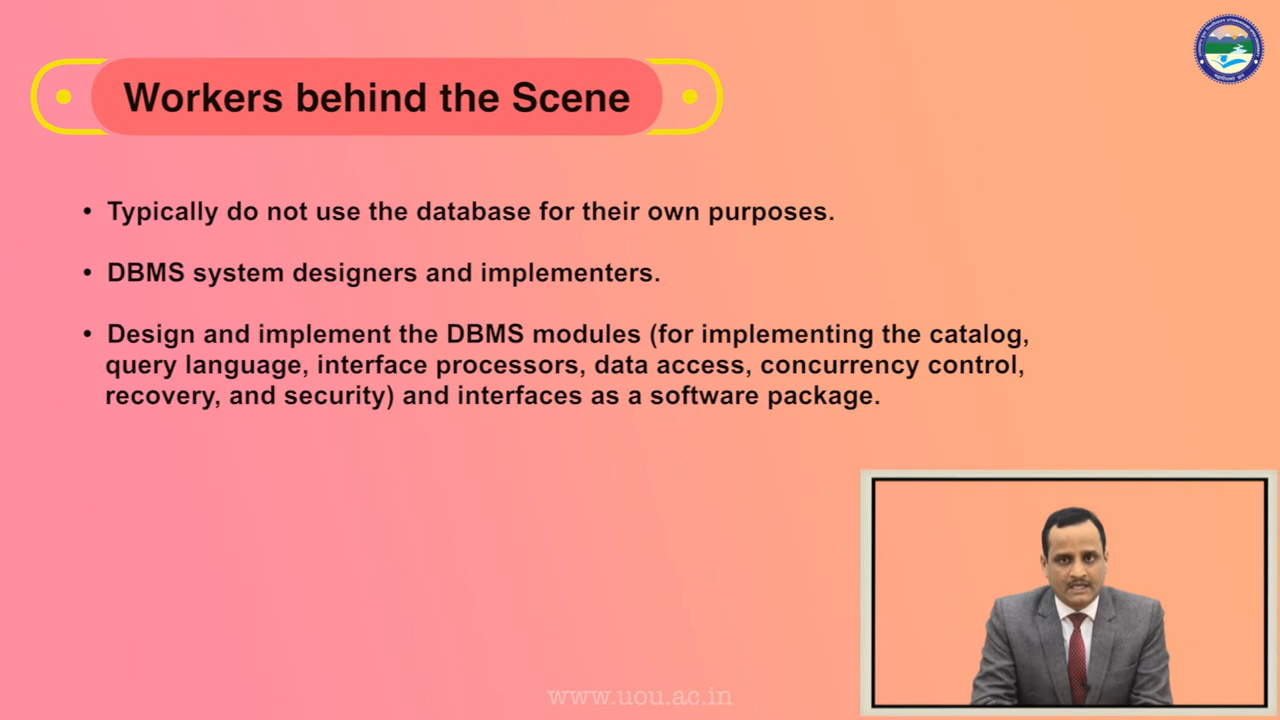 Workers behind the Scene
• Typically do not use the database for their own purposes.
• DBMS system designers and implementers.
• Design and implement the DBMS modules (for implementing the catalog,
query language, interface processors, data access, concurrency control,
recovery, and security) and interfaces as a software package.
www.uou.ac.in